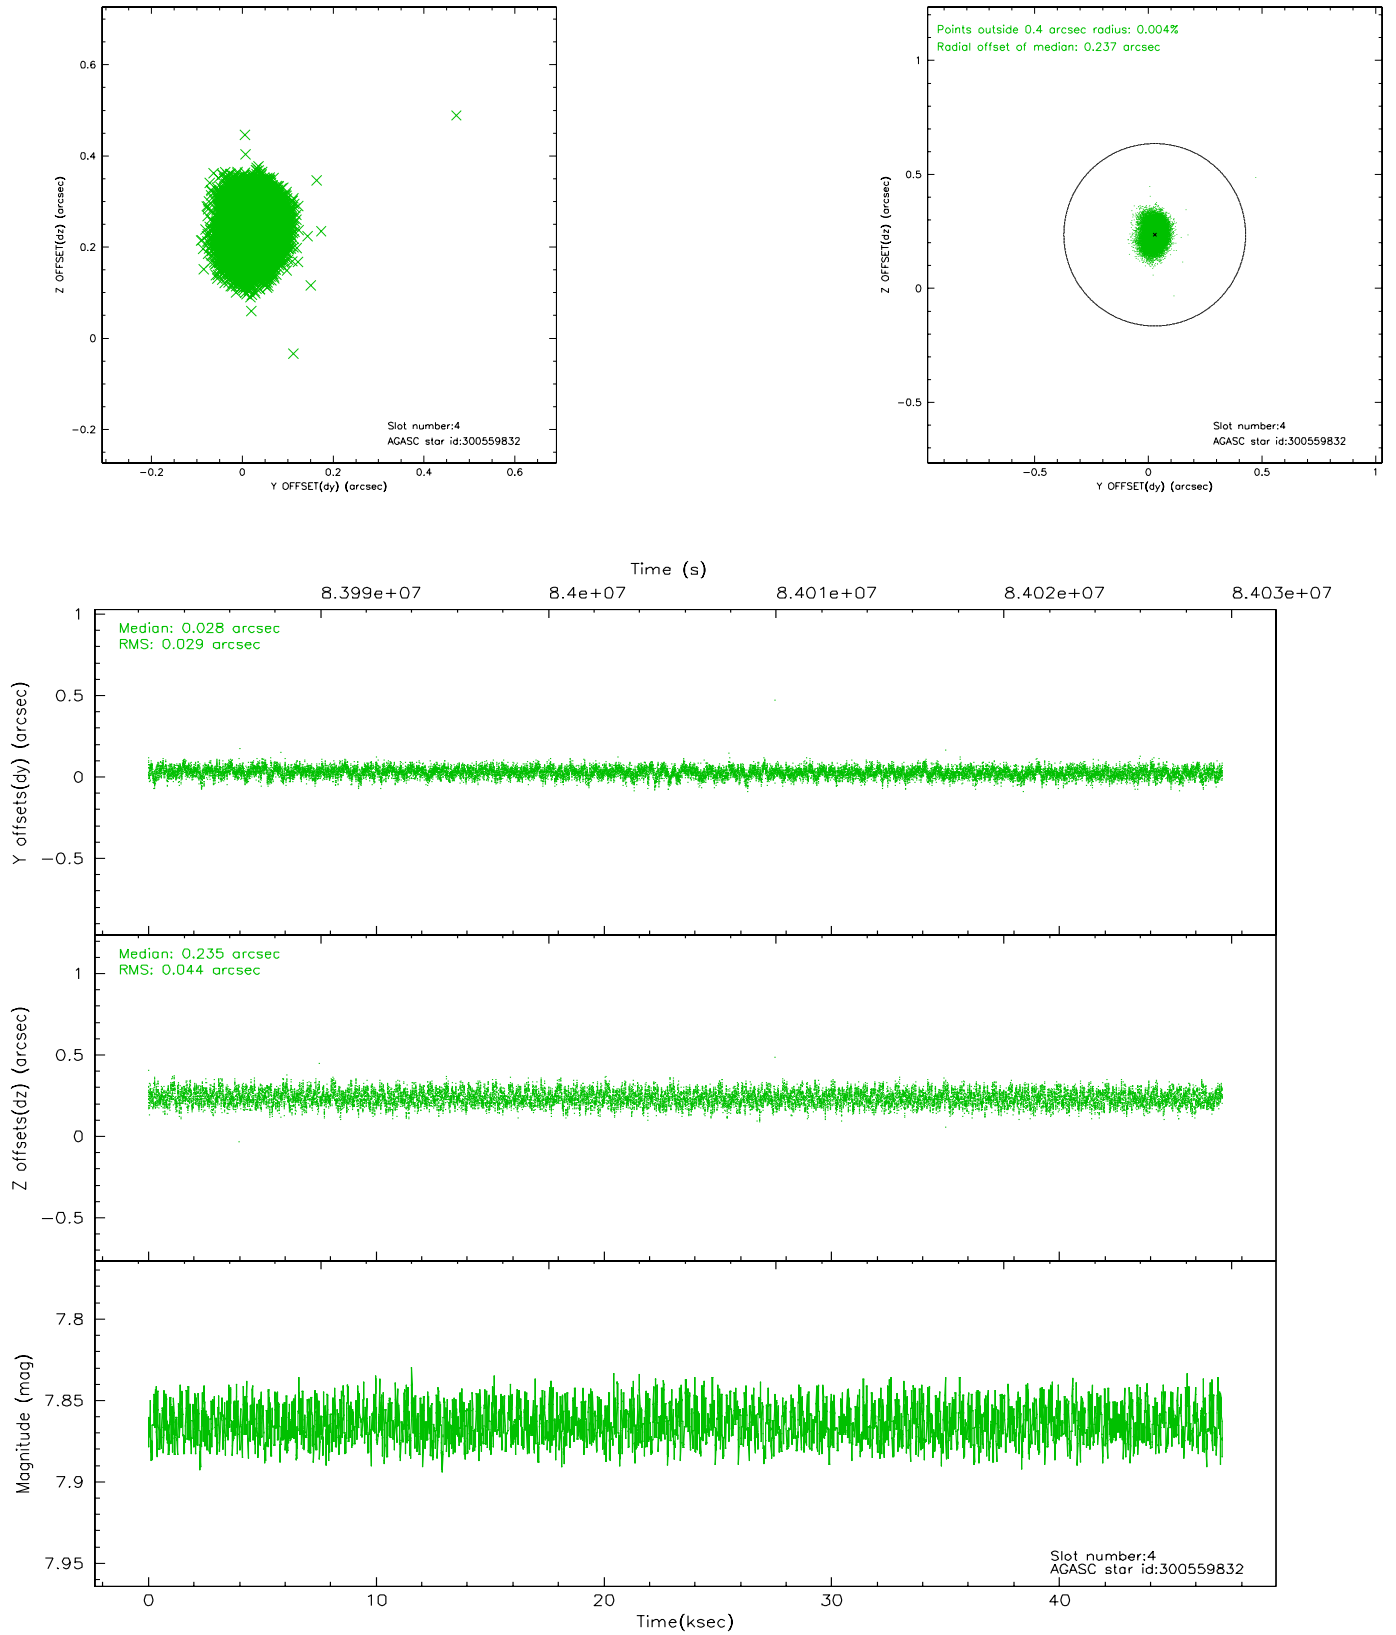 0.6
0.4
0.2
0
−0.2
Z OFFSET(dz) (arcsec)
−0.2 0 0.2 0.4 0.6
Y OFFSET(dy) (arcsec)
Slot number:4
AGASC star id:300559832
Points outside 0.4 arcsec radius: 0.004%
Radial offset of median: 0.237 arcsec
1
0.5
0
−0.5
Z OFFSET(dz) (arcsec)
−0.5 0 0.5 1
Y OFFSET(dy) (arcsec)
Slot number:4
AGASC star id:300559832
Time (s)
8.399e+07 8.4e+07 8.401e+07 8.402e+07 8.403e+07
Median: 0.028 arcsec
RMS: 0.029 arcsec
1
0.5
0
−0.5
Y offsets(dy) (arcsec)
Median: 0.235 arcsec
RMS: 0.044 arcsec
1
0.5
0
−0.5
Z offsets(dz) (arcsec)
7.8
7.85
7.9
7.95
Magnitude (mag)
Slot number:4
AGASC star id:300559832
0 10 20 30 40
Time(ksec)